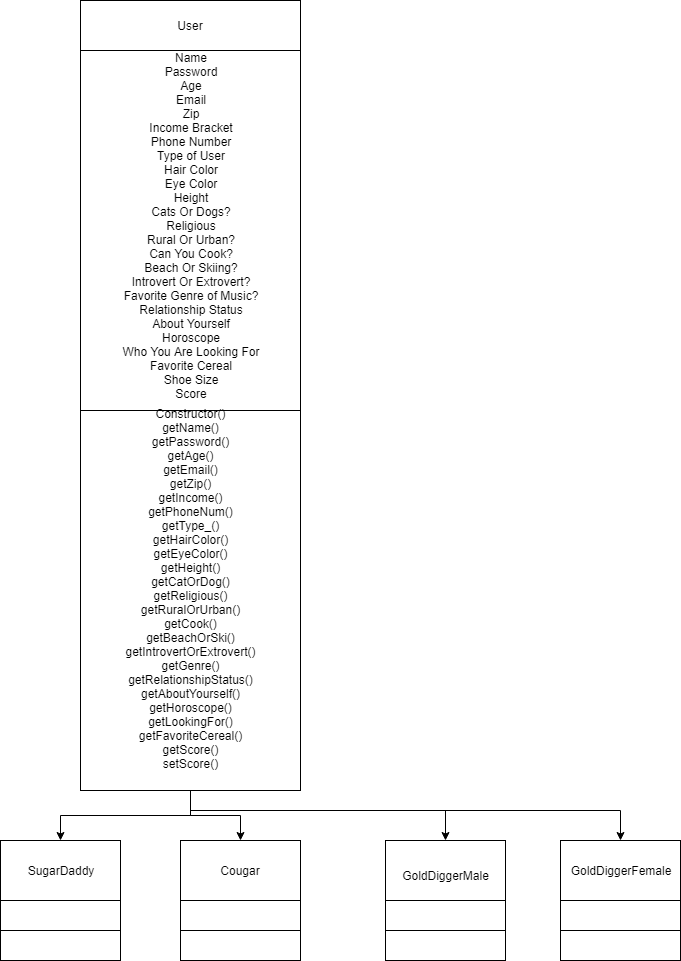 User
Name
Password
Age
Email
Zip
Income Bracket
Phone Number
Type of User
Hair Color
Eye Color
Height
Cats Or Dogs?
Religious
Rural Or Urban?
Can You Cook?
Beach Or Skiing?
Introvert Or Extrovert?
Favorite Genre of Music?
Relationship Status
About Yourself
Horoscope
Who You Are Looking For
Favorite Cereal
Shoe Size
Score
Constructor()
getName()
getPassword()
getAge()
getEmail()
getZip()
getIncome()
getPhoneNum()
getType_()
getHairColor()
getEyeColor()
getHeight()
getCatOrDog()
getReligious()
getRuralOrUrban()
getCook()
getBeachOrSki()
getIntrovertOrExtrovert()
getGenre()
getRelationshipStatus()
getAboutYourself()
getHoroscope()
getLookingFor()
getFavoriteCereal()
getScore()
setScore()
SugarDaddy
Cougar
GoldDiggerMale
GoldDiggerFemale